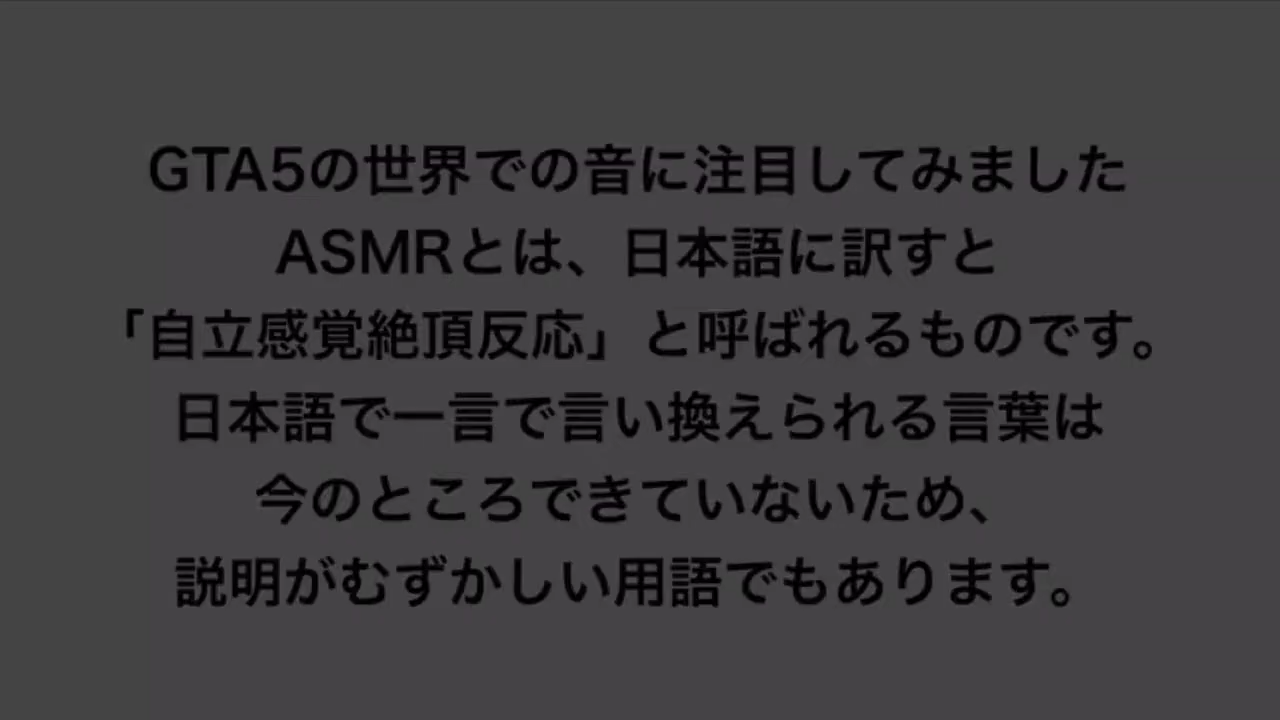 GTA5の世界での音に注目してみました
ASMRとは、日本語に訳すと
「自立感覚絶頂反応」と呼ばれるものです。
日本語で一言で言い換えられる言葉は
今のところできていないため、
説明がむずかしい用語でもあります。